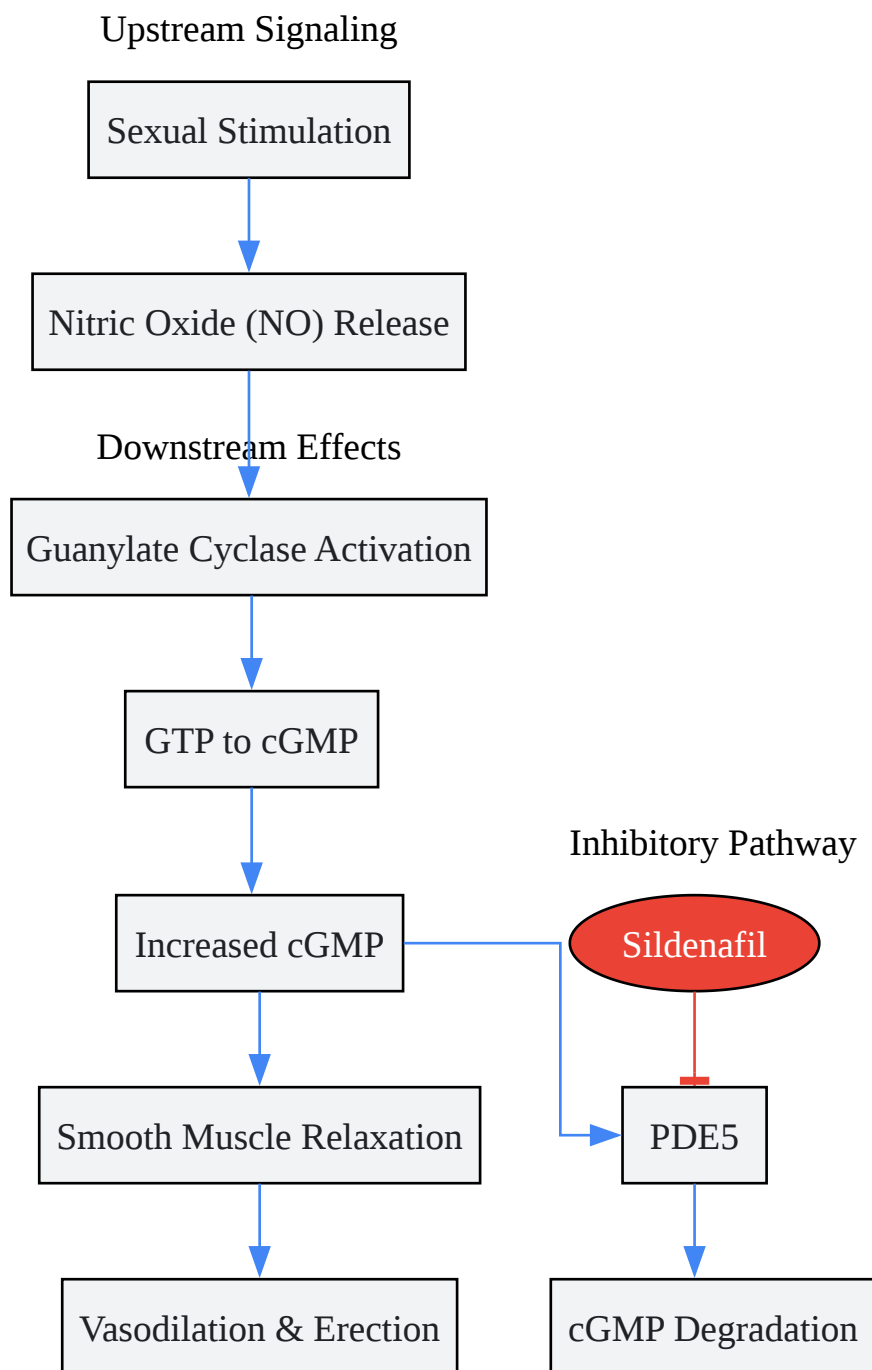 Upstream Signaling
Sexual Stimulation
Nitric Oxide (NO) Release
Downstream Effects
Guanylate Cyclase Activation
GTP to cGMP
Inhibitory Pathway
Increased cGMP
Sildenafil
Smooth Muscle Relaxation
PDE5
Vasodilation & Erection
cGMP Degradation